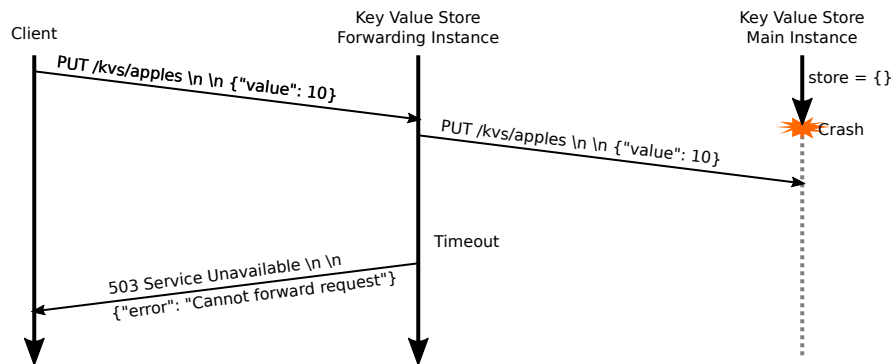 Client
Key Value Store
Forwarding Instance
Key Value Store
Main Instance
store = {}
PUT /kvs/apples \n \n {"value": 10}
Crash
PUT /kvs/apples \n \n {"value": 10}
Timeout
503 Service Unavailable \n \n
{"error": "Cannot forward request"}